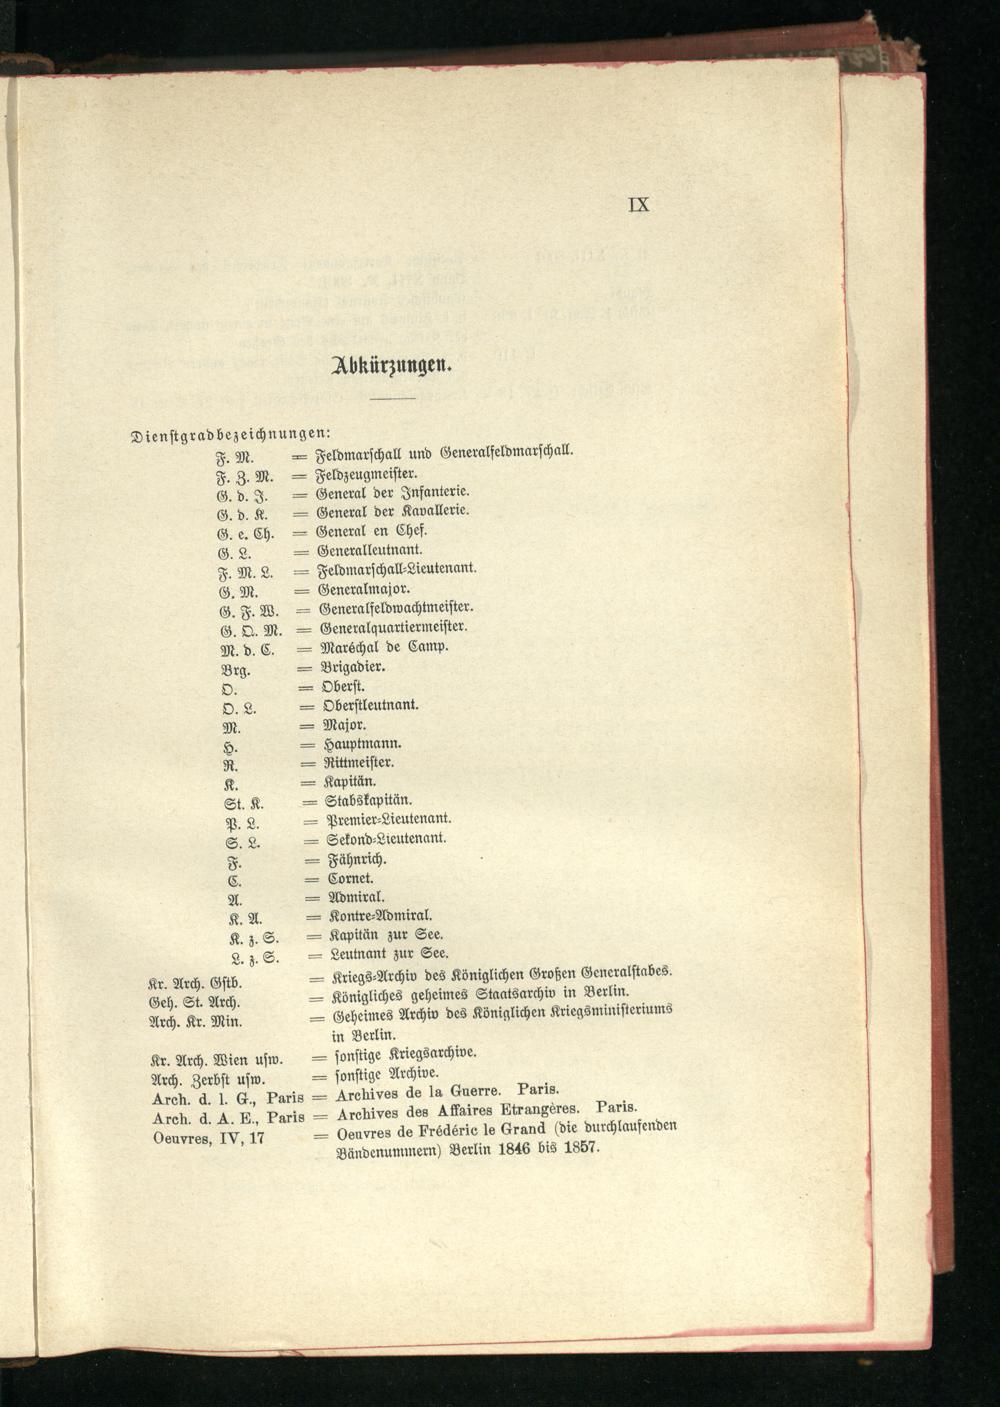 IX
Abkürzungen.
Dienstgradbezeichnungen:
F. M. = Feldmarschall und Generalfeldmarschall.
F. Z. M. = Feldzeugmeister.
G. d. I. = General der Infanterie.
G. d. K. = General der Kavallerie.
G. e. Ch. = General en Chef.
G. L. = Generalleutnant.
F. M. L. = Feldmarschall-Lieutenant.
G. M. = Generalmajor.
G. F. W. = Generalfeldwachtmeister.
G. Q. M. = Generalquartiermeister.
M. d. C. = Maréchal de Camp.
Brg. = Brigadier.
O. = Oberst.
O. L. = Oberstleutnant.
M. = Major.
H. = Hauptmann.
R. = Rittmeister.
K. = Kapitän.
St. K. = Stabskapitän.
P. L. = Premier-Lieutenant.
S. L. = Sekond-Lieutenant.
F. = Fähnrich.
C. = Cornet.
A. = Admiral.
K. A. = Kontre-Admiral.
K. z. S. = Kapitän zur See.
L. z. S. = Leutnant zur See.
Kr. Arch. Gstb. = Kriegs-Archiv des Königlichen Großen Generalstabes.
Geh. St. Arch. = Königliches geheimes Staatsarchiv in Berlin.
Arch. Kr. Min. = Geheimes Archiv des Königlichen Kriegsministeriums
in Berlin.
Kr. Arch. Wien usw. = sonstige Kriegsarchive.
Arch. Zerbst usw. = sonstige Archive.
Arch. d. l. G., Paris = Archives de la Guerre. Paris.
Arch. d. A. E., Paris = Archives des Affaires Etrangères. Paris.
Oeuvres, IV, 17 = Oeuvres de Frédéric le Grand (die durchlaufenden
Bändenummern) Berlin 1846 bis 1857.